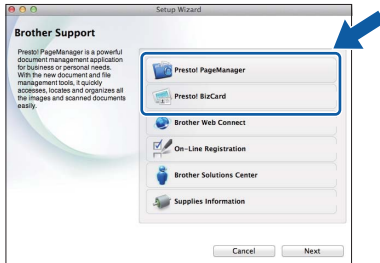 Setup Wizard
Brother Support
Presto! PageManager is a powerful
document management application
for business or personal needs.
With the new document and file
management tools, it quickly
accesses, locates and organizes all
the images and scanned documents
easily.
Presto! PageManager
Presto! BizCard
Brother Web Connect
On-Line Registration
Brother Solutions Center
Supplies Information
Cancel
Next